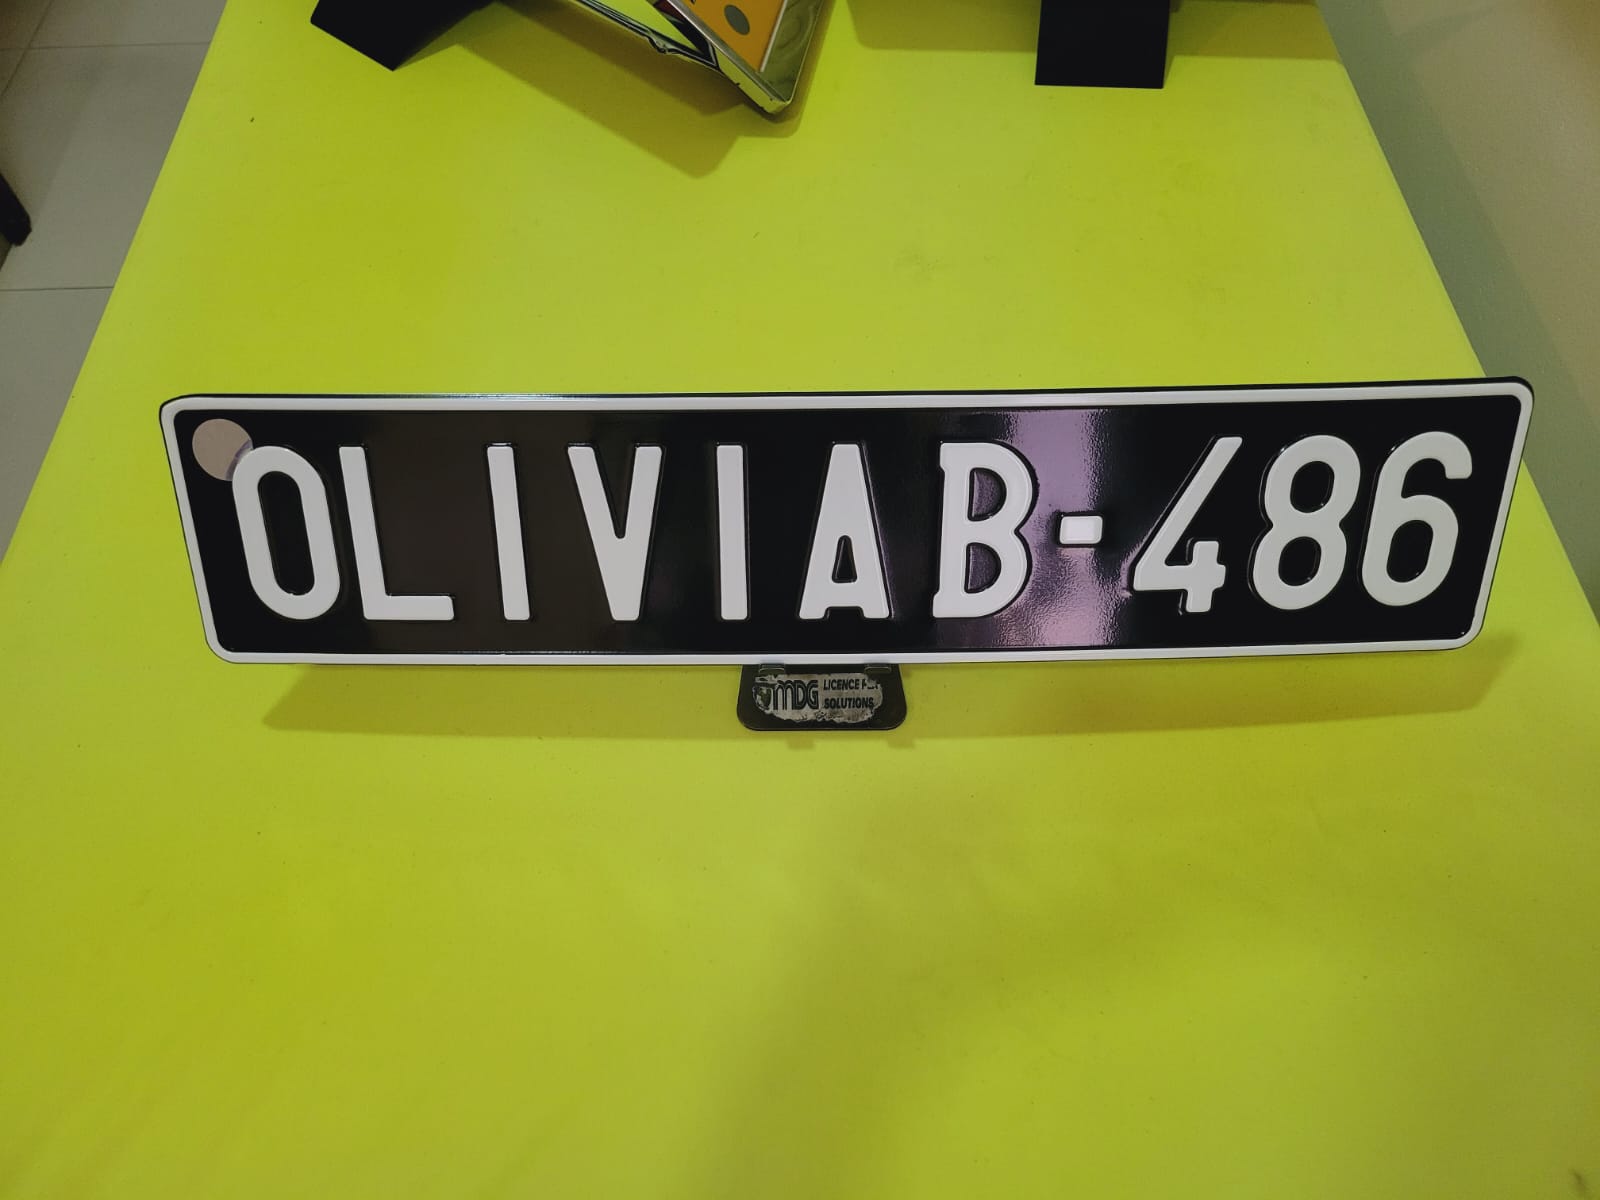 OLIVIAB-486
MDG LICENCE
SOLUTIONS